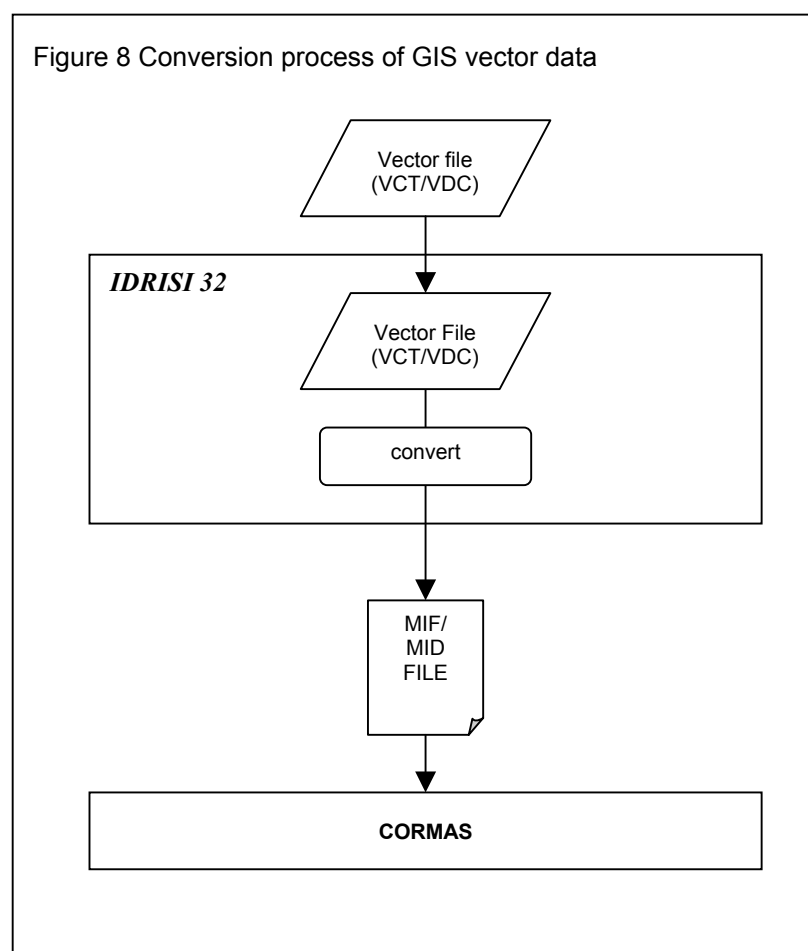 Figure 8 Conversion process of GIS vector data
Vector file
(VCT/VDC)
IDRISI 32
Vector File
(VCT/VDC)
convert
MIF/
MID
FILE
CORMAS